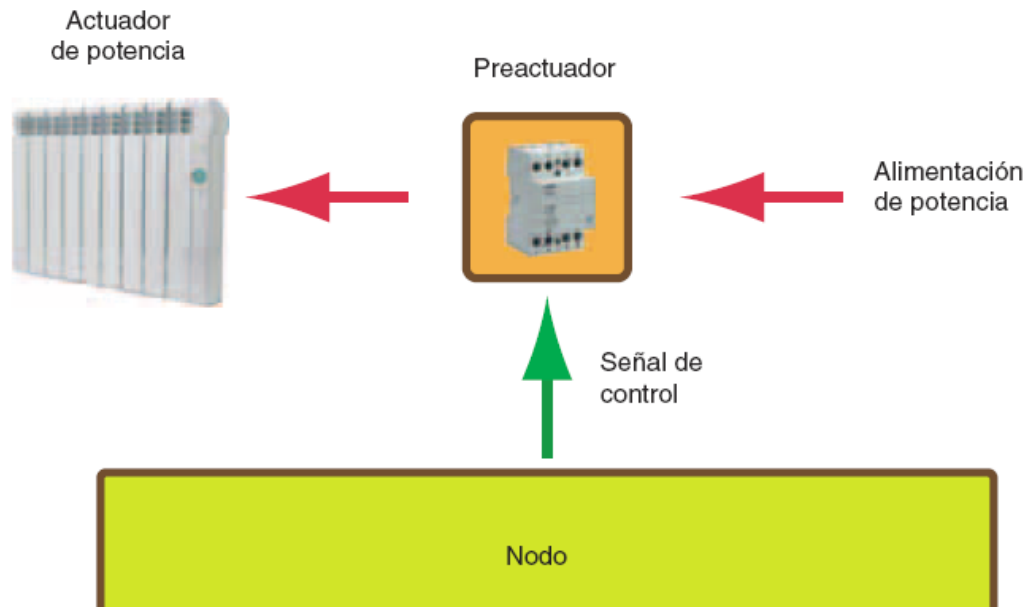 Actuador
de potencia
Preactuador
Alimentación
de potencia
Señal de
control
Nodo